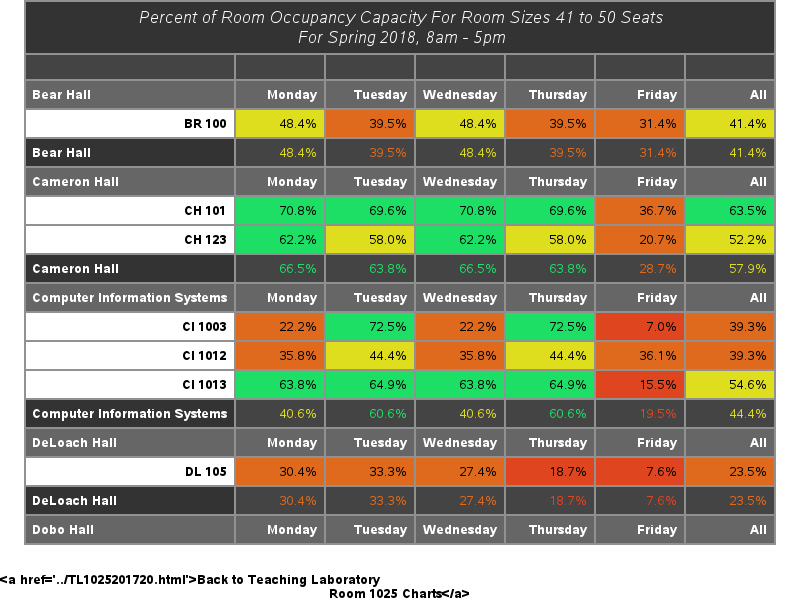 Percent of Room Occupancy Capacity For Room Sizes 41 to 50 Seats
For Spring 2018, 8am - 5pm
Bear Hall Monday Tuesday Wednesday Thursday Friday All
BR 100 48.4% 39.5% 48.4% 39.5% 31.4% 41.4%
Bear Hall 48.4% 39.5% 48.4% 39.5% 31.4% 41.4%
Cameron Hall Monday Tuesday Wednesday Thursday Friday All
CH 101 70.8% 69.6% 70.8% 69.6% 36.7% 63.5%
CH 123 62.2% 58.0% 62.2% 58.0% 20.7% 52.2%
Cameron Hall 66.5% 63.8% 66.5% 63.8% 28.7% 57.9%
Computer Information Systems Monday Tuesday Wednesday Thursday Friday All
CI 1003 22.2% 72.5% 22.2% 72.5% 7.0% 39.3%
CI 1012 35.8% 44.4% 35.8% 44.4% 36.1% 39.3%
CI 1013 63.8% 64.9% 63.8% 64.9% 15.5% 54.6%
Computer Information Systems 40.6% 60.6% 40.6% 60.6% 19.5% 44.4%
DeLoach Hall Monday Tuesday Wednesday Thursday Friday All
DL 105 30.4% 33.3% 27.4% 18.7% 7.6% 23.5%
DeLoach Hall 30.4% 33.3% 27.4% 18.7% 7.6% 23.5%
Dobo Hall Monday Tuesday Wednesday Thursday Friday All
<a href='../TL1025201720.html'>Back to Teaching Laboratory
Room 1025 Charts</a>